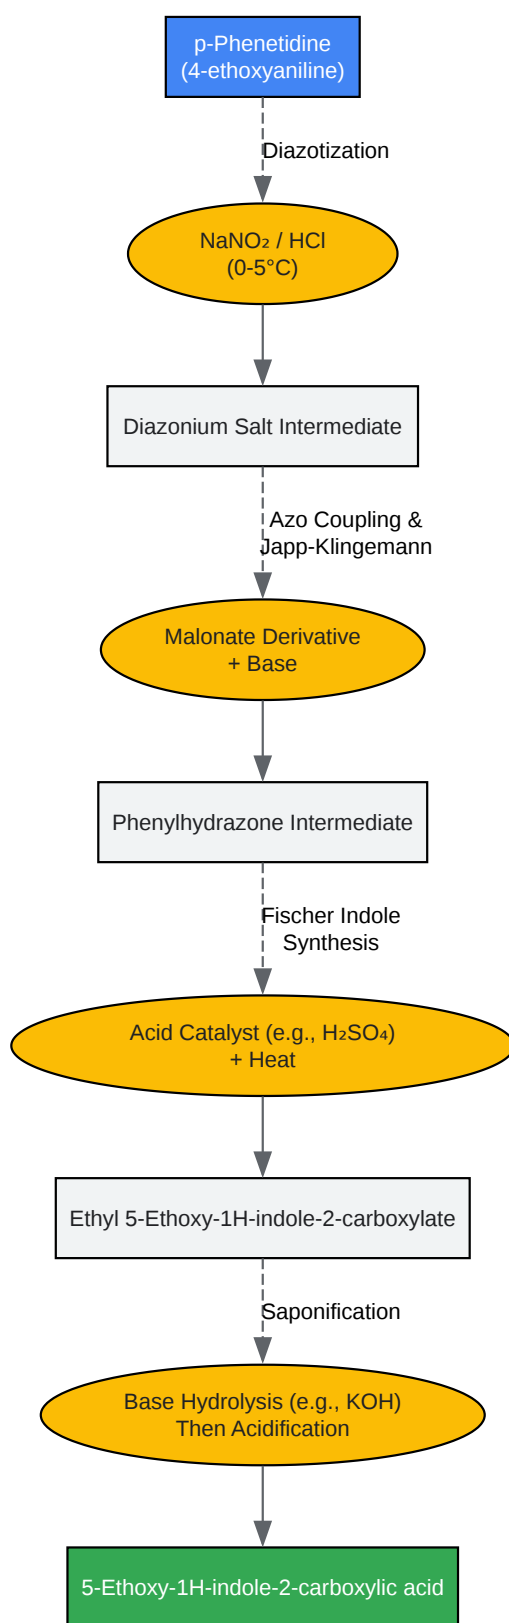 p-Phenetidine
(4-ethoxyaniline)
Diazotization
NaNO₂ / HCl
(0-5°C)
Diazonium Salt Intermediate
Azo Coupling &
Japp-Klingemann
Malonate Derivative
+ Base
Phenylhydrazone Intermediate
Fischer Indole
Synthesis
Acid Catalyst (e.g., H₂SO₄)
+ Heat
Ethyl 5-Ethoxy-1H-indole-2-carboxylate
Saponification
Base Hydrolysis (e.g., KOH)
Then Acidification
5-Ethoxy-1H-indole-2-carboxylic acid